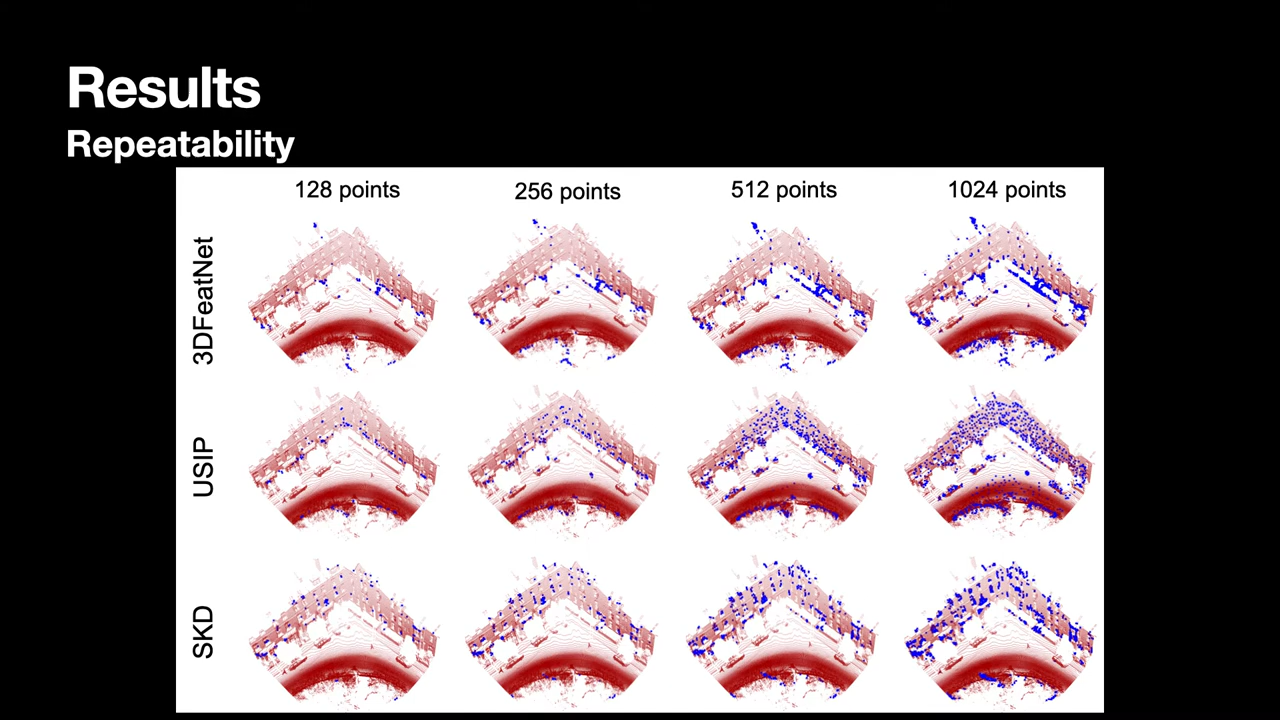 Results
Repeatability
128 points
256 points
512 points
1024 points
3DFeatNet
USIP
SKD